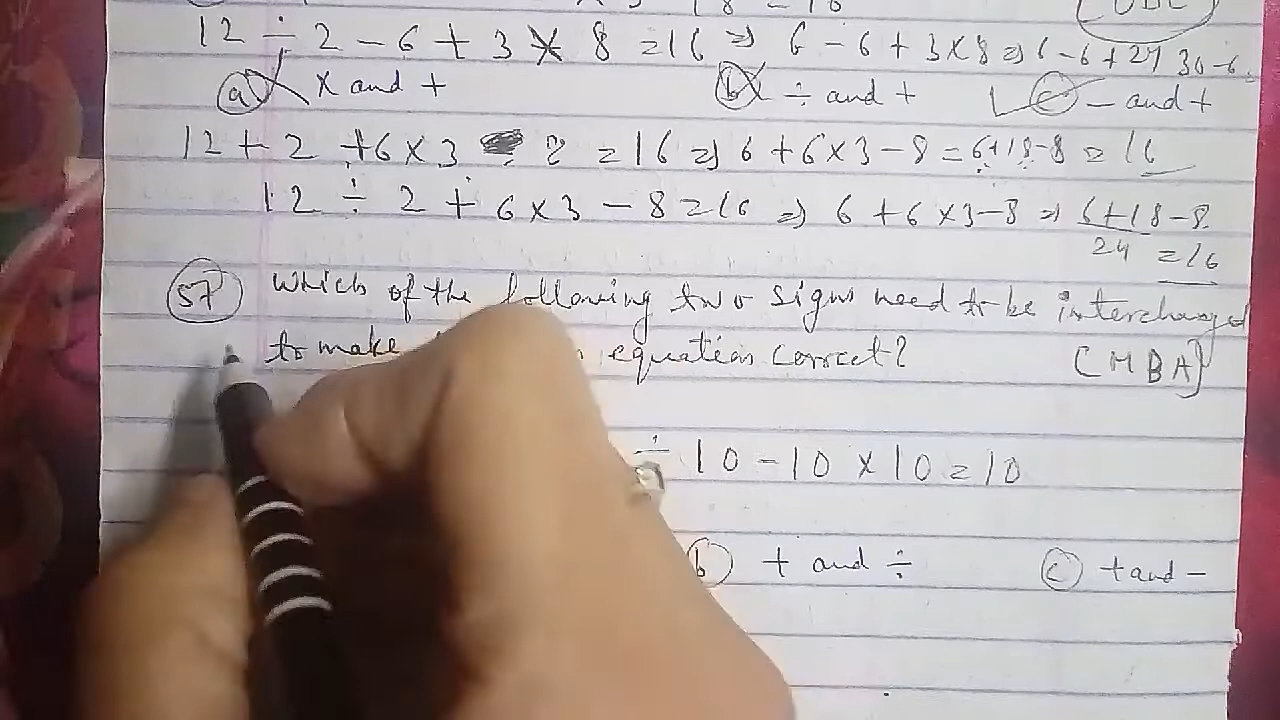 12 ÷ 2 - 6 + 3 × 8 = 16 ⇒ 6 - 6 + 3 × 8 ⇒ 6 - 6 + 24 30 - 6
(a) × and + (b) ÷ and + (c) - and +
12 ÷ 2 + 6 × 3 - 8 = 16 ⇒ 6 + 6 × 3 - 8 = 6 + 18 - 8 = 16
12 ÷ 2 + 6 × 3 - 8 = 16 ⇒ 6 + 6 × 3 - 8 ⇒ 6 + 18 - 8
24 = 16
(57) Which of the following two signs need to be interchanged
to make equation correct? [MBA]
÷ 10 - 10 × 10 = 10
(b) + and ÷ (c) + and -